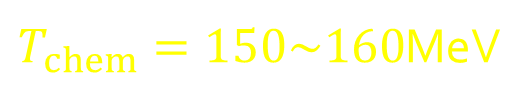 T_chem = 150~160MeV